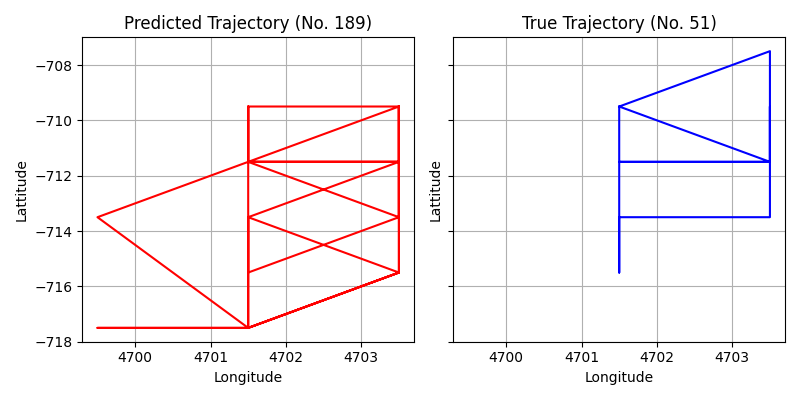 Predicted Trajectory (No. 189)
True Trajectory (No. 51)
Lattitude
−708
−710
−712
−714
−716
−718
4700
4701
4702
4703
Longitude
Lattitude
4700
4701
4702
4703
Longitude